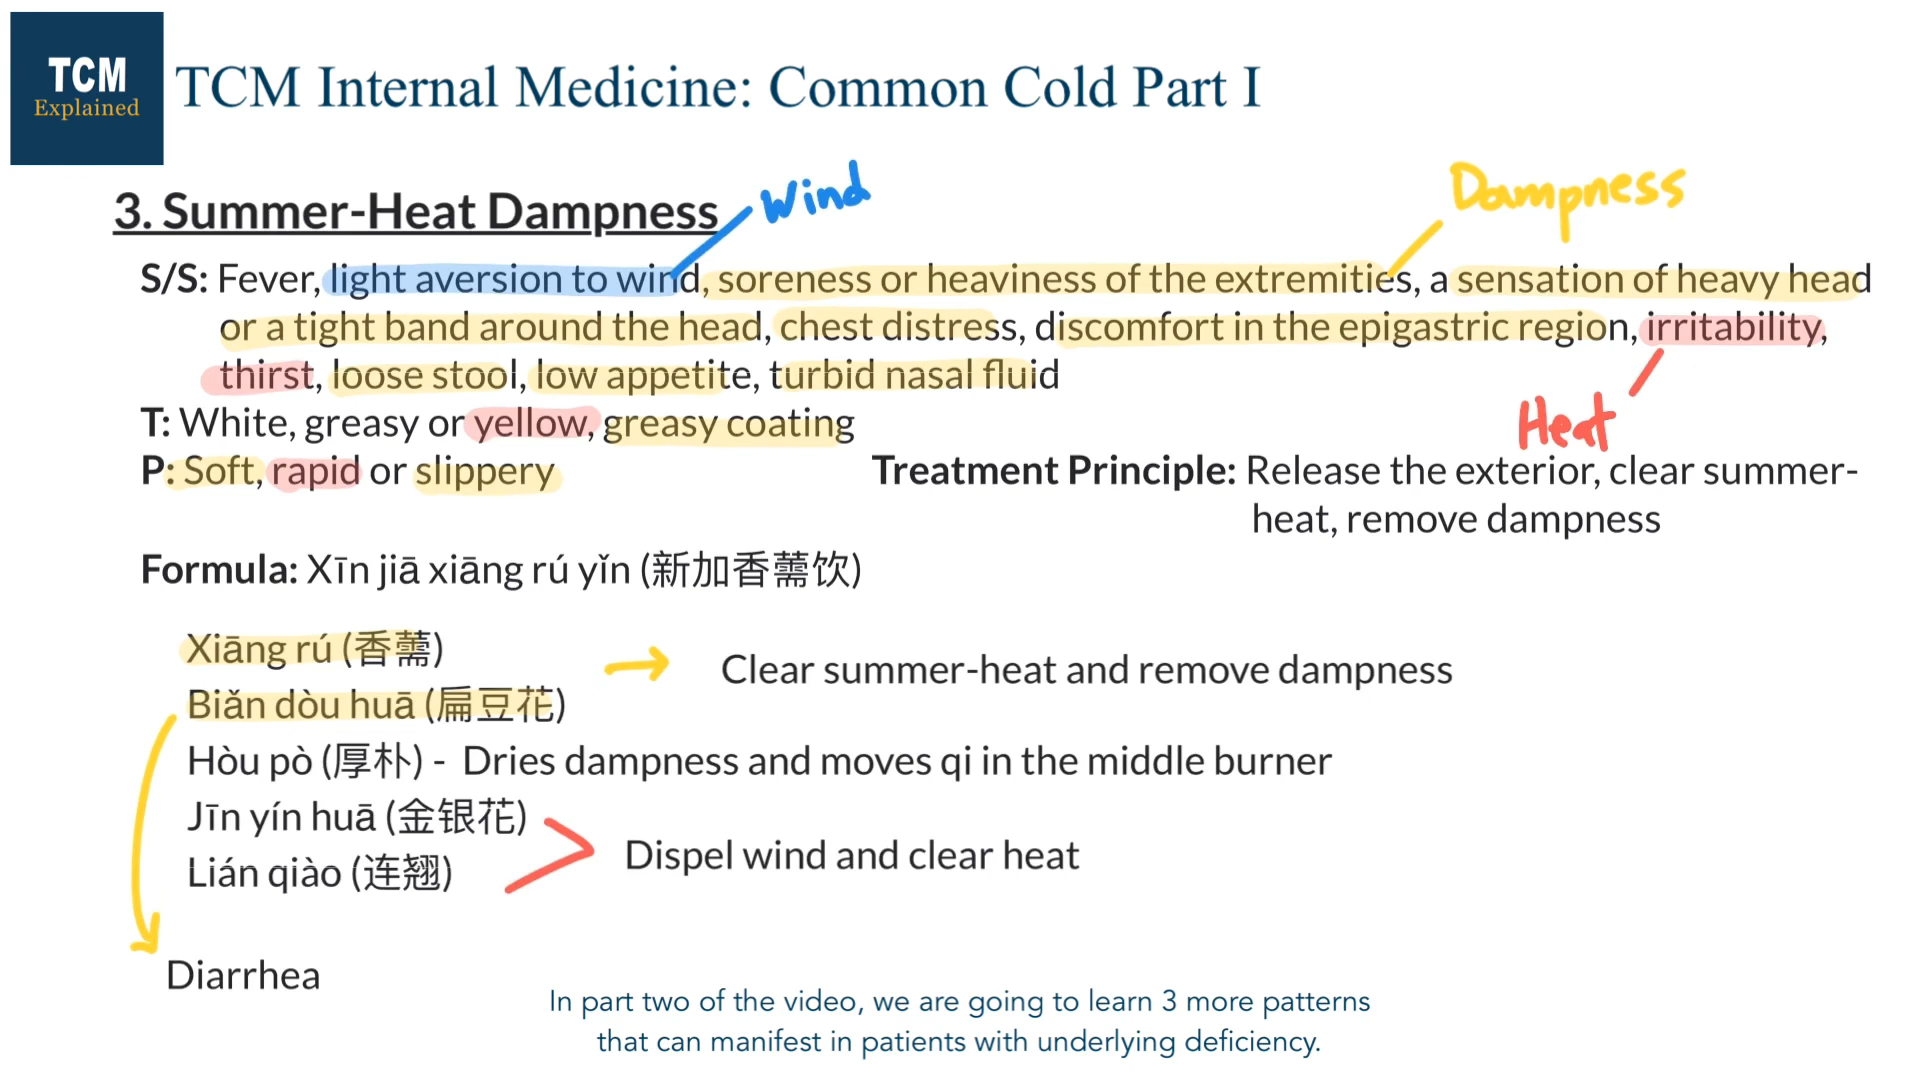 TCM
Explained
TCM Internal Medicine: Common Cold Part I
3. Summer-Heat Dampness
Wind
Dampness
S/S: Fever, light aversion to wind, soreness or heaviness of the extremities, a sensation of heavy head
or a tight band around the head, chest distress, discomfort in the epigastric region, irritability,
thirst, loose stool, low appetite, turbid nasal fluid
Heat
T: White, greasy or yellow, greasy coating
P: Soft, rapid or slippery
Treatment Principle: Release the exterior, clear summer-
heat, remove dampness
Formula: Xīn jiā xiāng rú yǐn (新加香薷饮)
Xiāng rú (香薷)
Clear summer-heat and remove dampness
Biǎn dòu huā (扁豆花)
Hòu pò (厚朴) - Dries dampness and moves qi in the middle burner
Jīn yín huā (金银花)
Dispel wind and clear heat
Lián qiào (连翘)
Diarrhea
In part two of the video, we are going to learn 3 more patterns
that can manifest in patients with underlying deficiency.